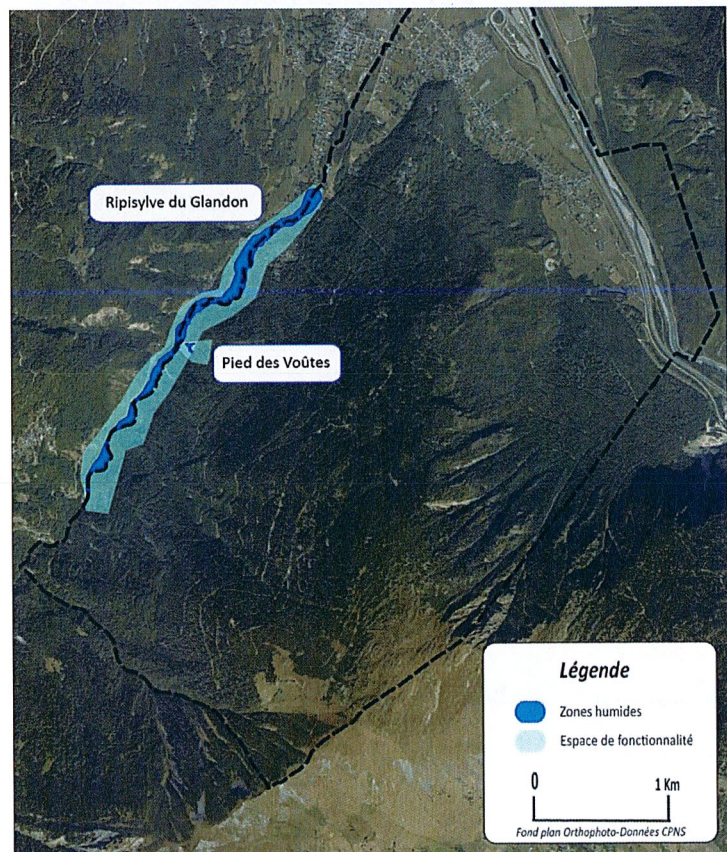 Ripisylve du Glandon
Pied des Voûtes
Légende
Zones humides
Espace de fonctionnalité
0 1 Km
Fond plan Orthophoto-Données CPNS